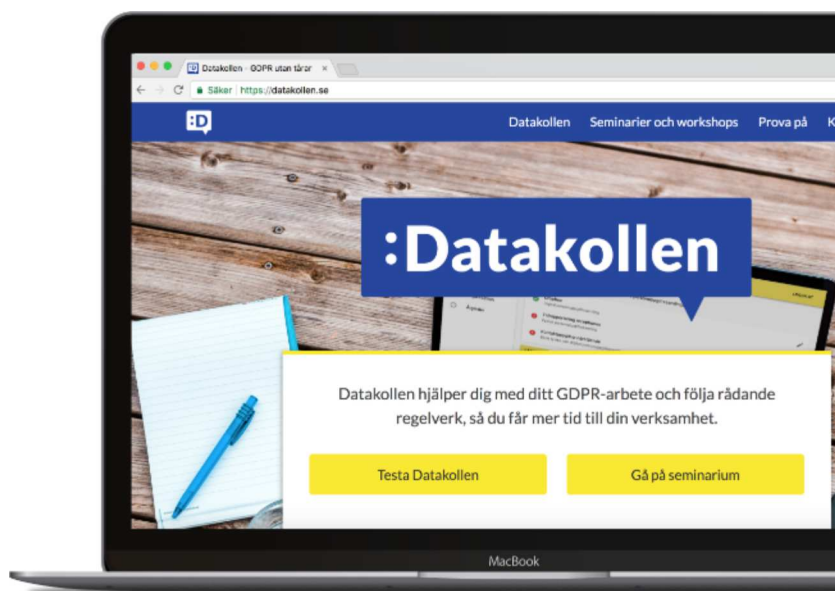 Datakollen - GDPR utan tårar
Säker https://datakollen.se
:D
Datakollen Seminarier och workshops Prova på K
:Datakollen
Datakollen hjälper dig med ditt GDPR-arbete och följa rådande
regelverk, så du får mer tid till din verksamhet.
Testa Datakollen Gå på seminarium
MacBook